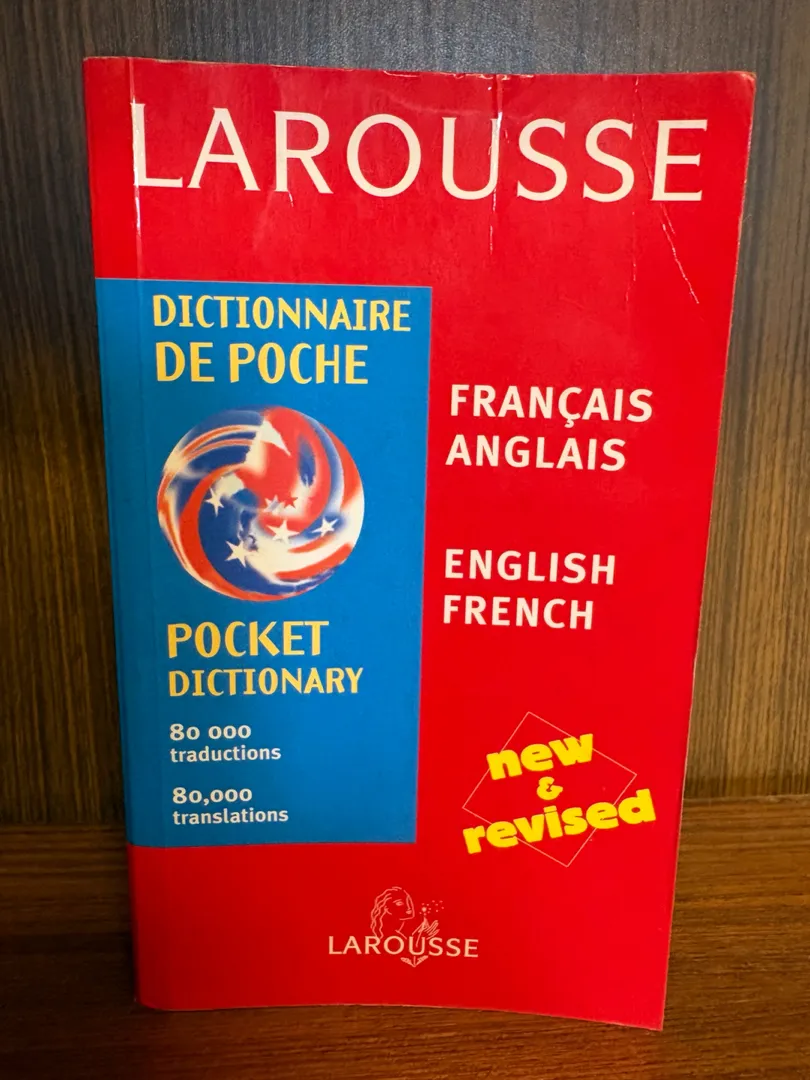 LAROUSSE
DICTIONNAIRE
DE POCHE
FRANÇAIS
ANGLAIS
ENGLISH
FRENCH
POCKET
DICTIONARY
80 000
traductions
80,000
translations
new
&
revised
LAROUSSE